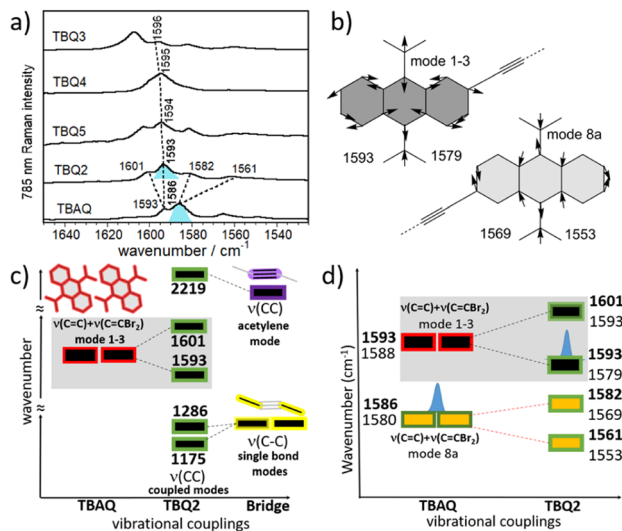 a)
TBQ3
TBQ4
TBQ5
TBQ2
TBAQ
1596
1595
1594
1593
1586
1601
1582
1561
1593
785 nm Raman intensity
1640 1620 1600 1580 1560 1540
wavenumber / cm⁻¹
b)
mode 1-3
1593 1579
mode 8a
1569 1553
c)
wavenumber
2219
ν(CC)
acetylene
mode
ν(C=C)+ν(C=CBr₂)
mode 1-3
1601
1593
1286
1175
ν(CC)
coupled modes
ν(C-C)
single bond
modes
TBAQ TBQ2 Bridge
vibrational couplings
d)
Wavenumber (cm⁻¹)
ν(C=C)+ν(C=CBr₂)
mode 1-3
1593
1588
1601
1593
1593
1579
1586
1580
ν(C=C)+ν(C=CBr₂)
mode 8a
1582
1569
1561
1553
TBAQ TBQ2
vibrational couplings